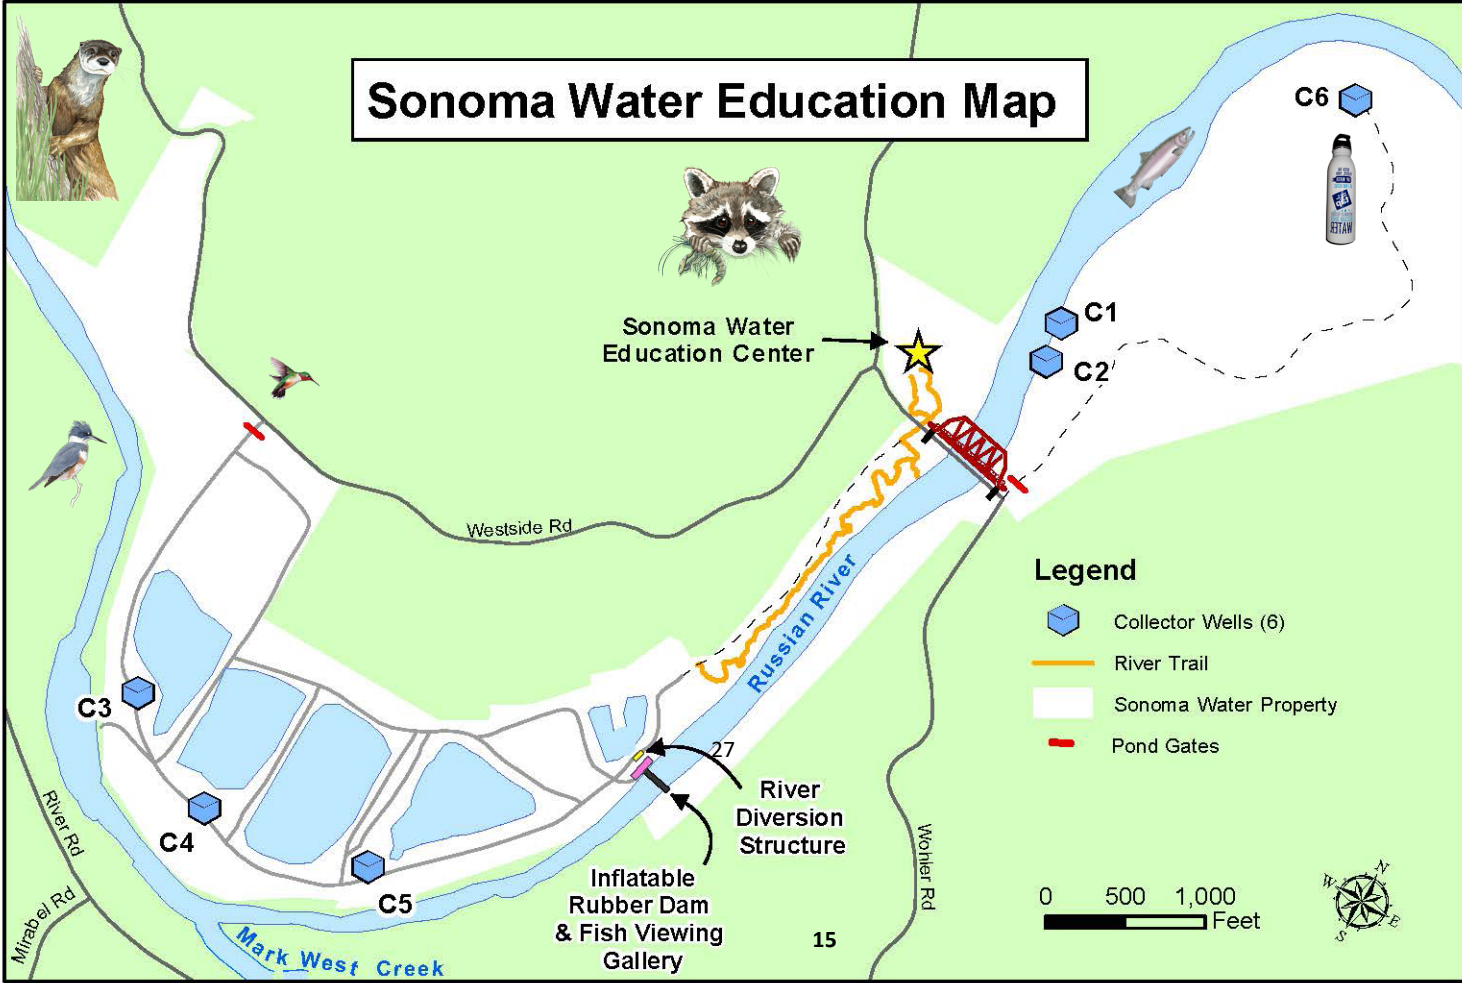 Sonoma Water Education Map
C6
C1
C2
Sonoma Water
Education Center
Westside Rd
Russian River
Legend
Collector Wells (6)
River Trail
Sonoma Water Property
Pond Gates
C3
C4
C5
27
River
Diversion
Structure
Inflatable
Rubber Dam
& Fish Viewing
Gallery
River Rd
Mirabel Rd
Mark West Creek
Wohler Rd
0 500 1,000
Feet
N
W
E
S
15
WATER